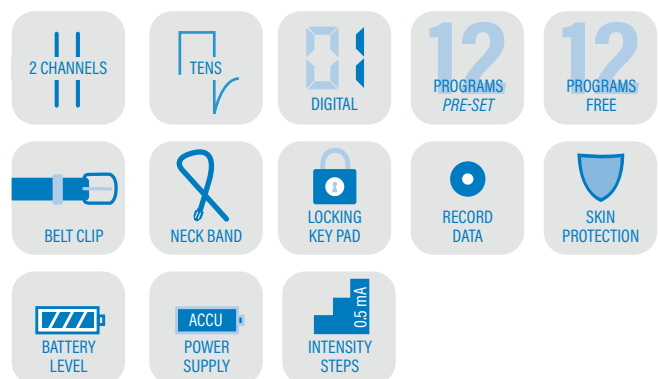 2 CHANNELS
TENS
01
DIGITAL
12
PROGRAMS
PRE-SET
12
PROGRAMS
FREE
BELT CLIP
NECK BAND
LOCKING
KEY PAD
RECORD
DATA
SKIN
PROTECTION
BATTERY
LEVEL
ACCU
POWER
SUPPLY
0.5 mA
INTENSITY
STEPS